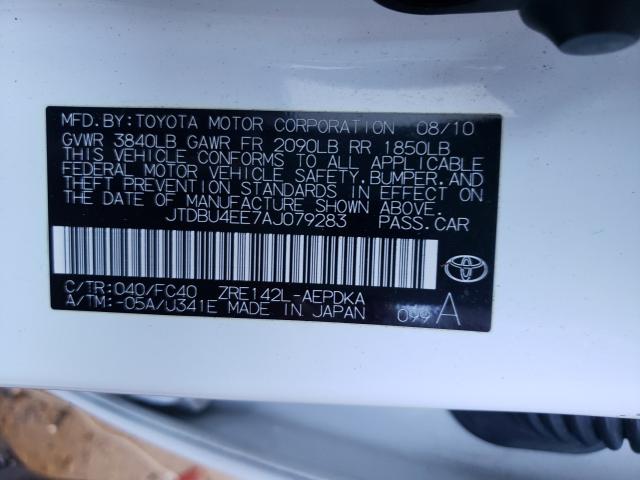 MFD.BY:TOYOTA MOTOR CORPORATION 08/10
GVWR 3840LB GAWR FR 2090LB RR 1850LB
THIS VEHICLE CONFORMS TO ALL APPLICABLE
FEDERAL MOTOR VEHICLE SAFETY, BUMPER, AND
THEFT PREVENTION STANDARDS IN EFFECT ON
THE DATE OF MANUFACTURE SHOWN ABOVE.
JTDBU4EE7AJ079283 PASS.CAR
C/TR:040/FC40 ZRE142L-AEPDKA
A/TM:-05A/U341E MADE IN JAPAN
099 A